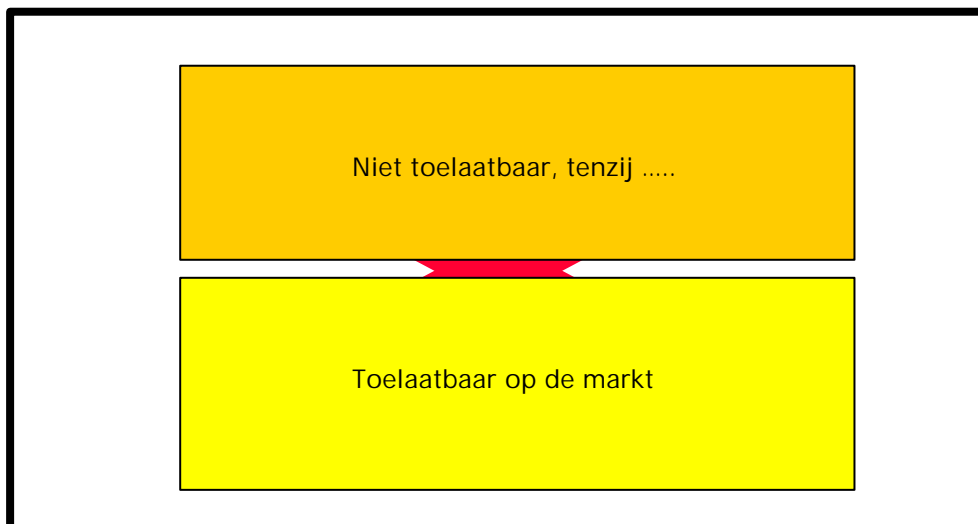 Niet toelaatbaar, tenzij .....
Toelaatbaar op de markt